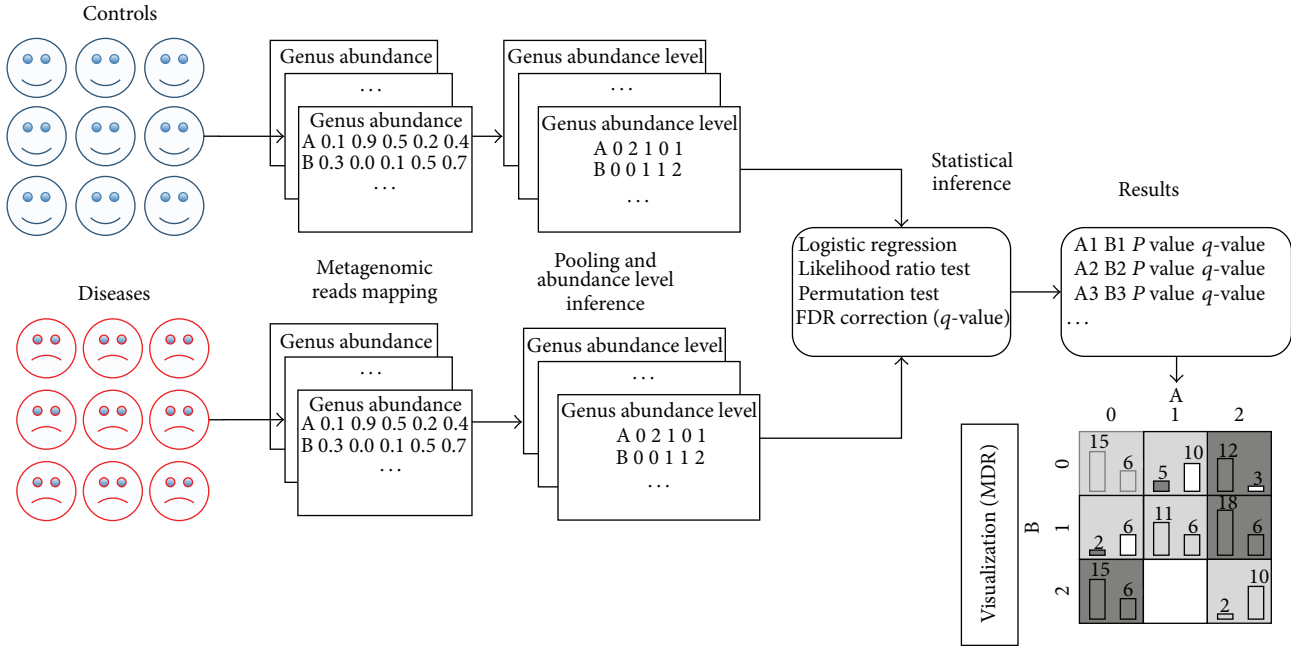 Controls
Genus abundance
...
Genus abundance
A 0.1 0.9 0.5 0.2 0.4
B 0.3 0.0 0.1 0.5 0.7
...
Genus abundance level
...
Genus abundance level
A 0 2 1 0 1
B 0 0 1 1 2
...
Statistical
inference
Results
Logistic regression
Likelihood ratio test
Permutation test
FDR correction (q-value)
A1 B1 P value q-value
A2 B2 P value q-value
A3 B3 P value q-value
...
Metagenomic
reads mapping
Pooling and
abundance level
inference
Diseases
Genus abundance
...
Genus abundance
A 0.1 0.9 0.5 0.2 0.4
B 0.3 0.0 0.1 0.5 0.7
...
Genus abundance level
...
Genus abundance level
A 0 2 1 0 1
B 0 0 1 1 2
...
Visualization (MDR)
A
0 1 2
B
0
15 6 5 10 12 3
1
2 6 11 6 18 6
2
15 6 2 10